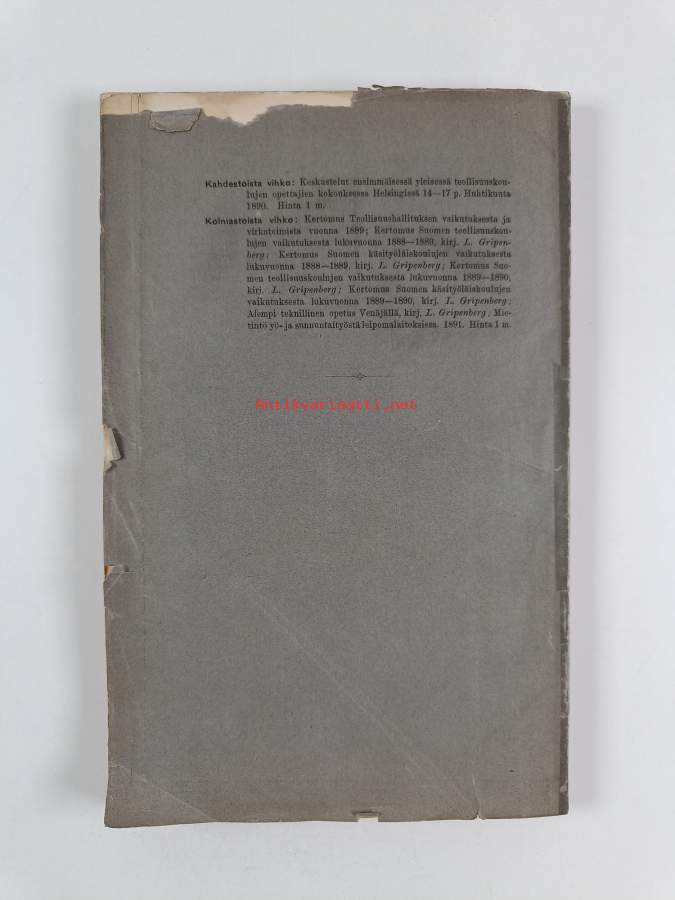 Kahdestoista vihko: Keskustelut ensimmäisessä yleisessä teollisuuskou-
lujen opettajien kokouksessa Helsingissä 14—17 p. Huhtikuuta
1890. Hinta 1 m.
Kolmastoista vihko: Kertomus Teollisuushallituksen vaikutuksesta ja
virkatoimista vuonna 1889; Kertomus Suomen teollisuuskou-
lujen vaikutuksesta lukuvuonna 1888—1889, kirj. L. Gripen-
berg; Kertomus Suomen käsityöläiskoulujen vaikutuksesta
lukuvuonna 1888—1889, kirj. L. Gripenberg; Kertomus Suo-
men teollisuuskoulujen vaikutuksesta lukuvuonna 1889—1890,
kirj. L. Gripenberg; Kertomus Suomen käsityöläiskoulujen
vaikutuksesta lukuvuonna 1889—1890, kirj. L. Gripenberg;
Alempi teknillinen opetus Venäjällä, kirj. L. Gripenberg; Mie-
tintö yö- ja sunnuntaityöstä leipomalaitoksissa. 1891. Hinta 1 m.
Antikvariaatti.net